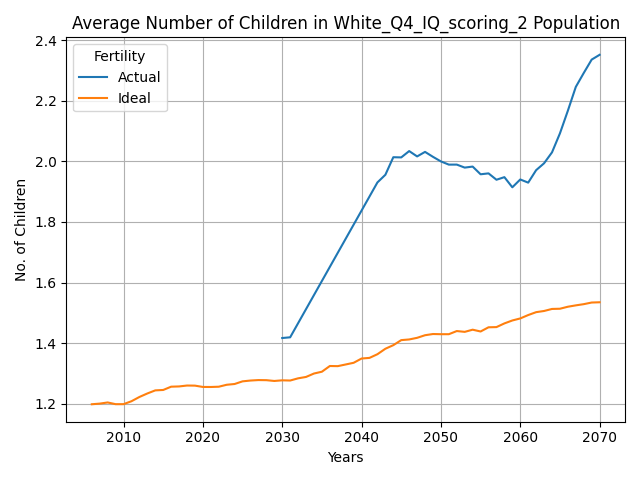 Average Number of Children in White_Q4_IQ_scoring_2 Population
Fertility
Actual
Ideal
2.4
2.2
2.0
1.8
1.6
1.4
1.2
No. of Children
2010 2020 2030 2040 2050 2060 2070
Years